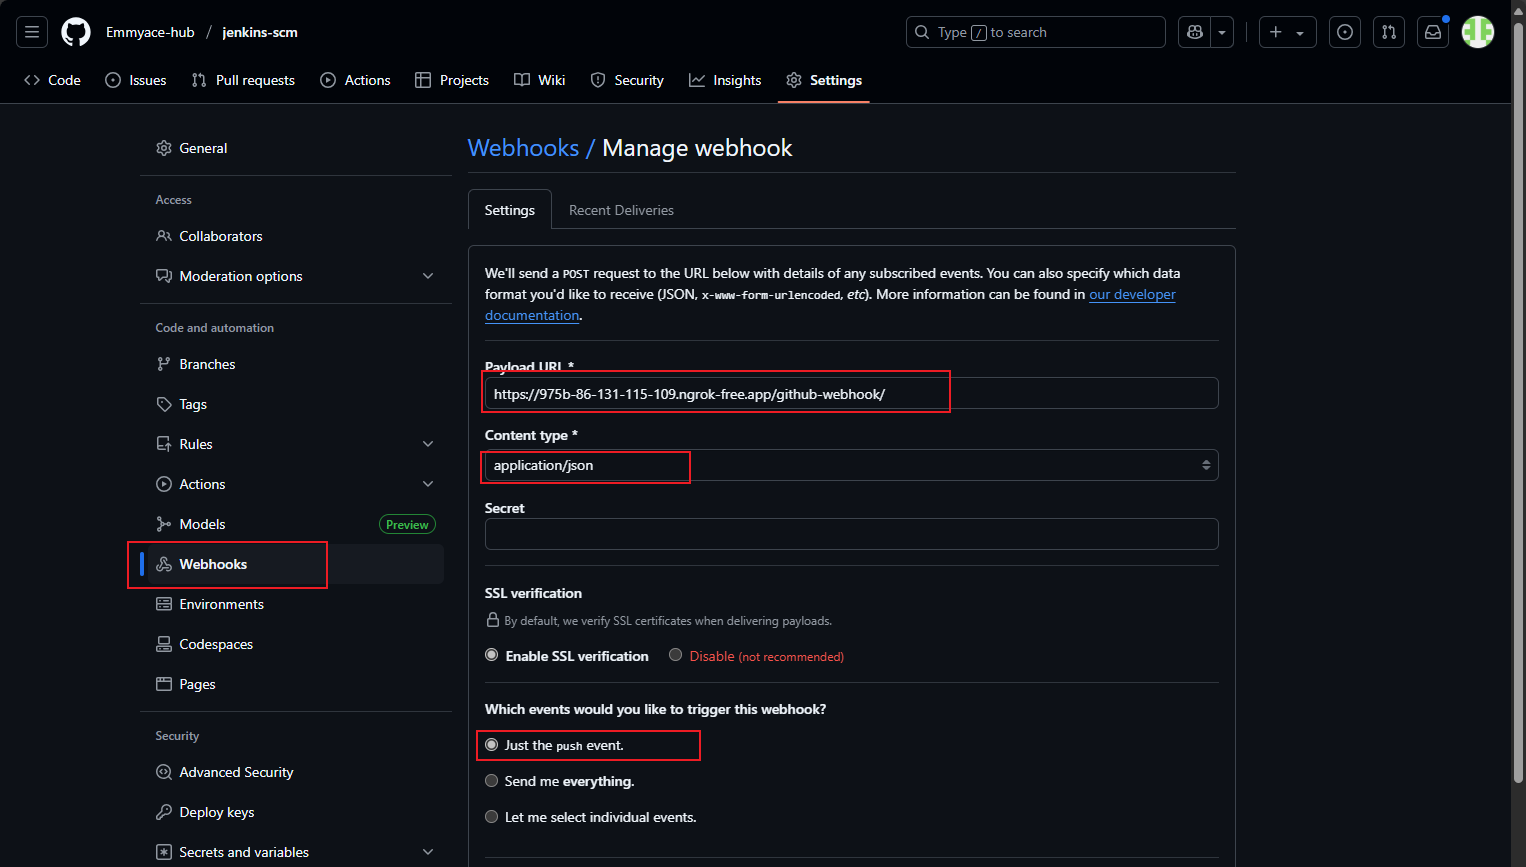 Emmyace-hub / jenkins-scm
Type / to search
Code
Issues
Pull requests
Actions
Projects
Wiki
Security
Insights
Settings
General
Access
Collaborators
Moderation options
Code and automation
Branches
Tags
Rules
Actions
Models
Preview
Webhooks
Environments
Codespaces
Pages
Security
Advanced Security
Deploy keys
Secrets and variables
Webhooks / Manage webhook
Settings
Recent Deliveries
We'll send a POST request to the URL below with details of any subscribed events. You can also specify which data
format you'd like to receive (JSON, x-www-form-urlencoded, etc). More information can be found in our developer
documentation.
Payload URL *
https://975b-86-131-115-109.ngrok-free.app/github-webhook/
Content type *
application/json
Secret
SSL verification
By default, we verify SSL certificates when delivering payloads.
Enable SSL verification
Disable (not recommended)
Which events would you like to trigger this webhook?
Just the push event.
Send me everything.
Let me select individual events.